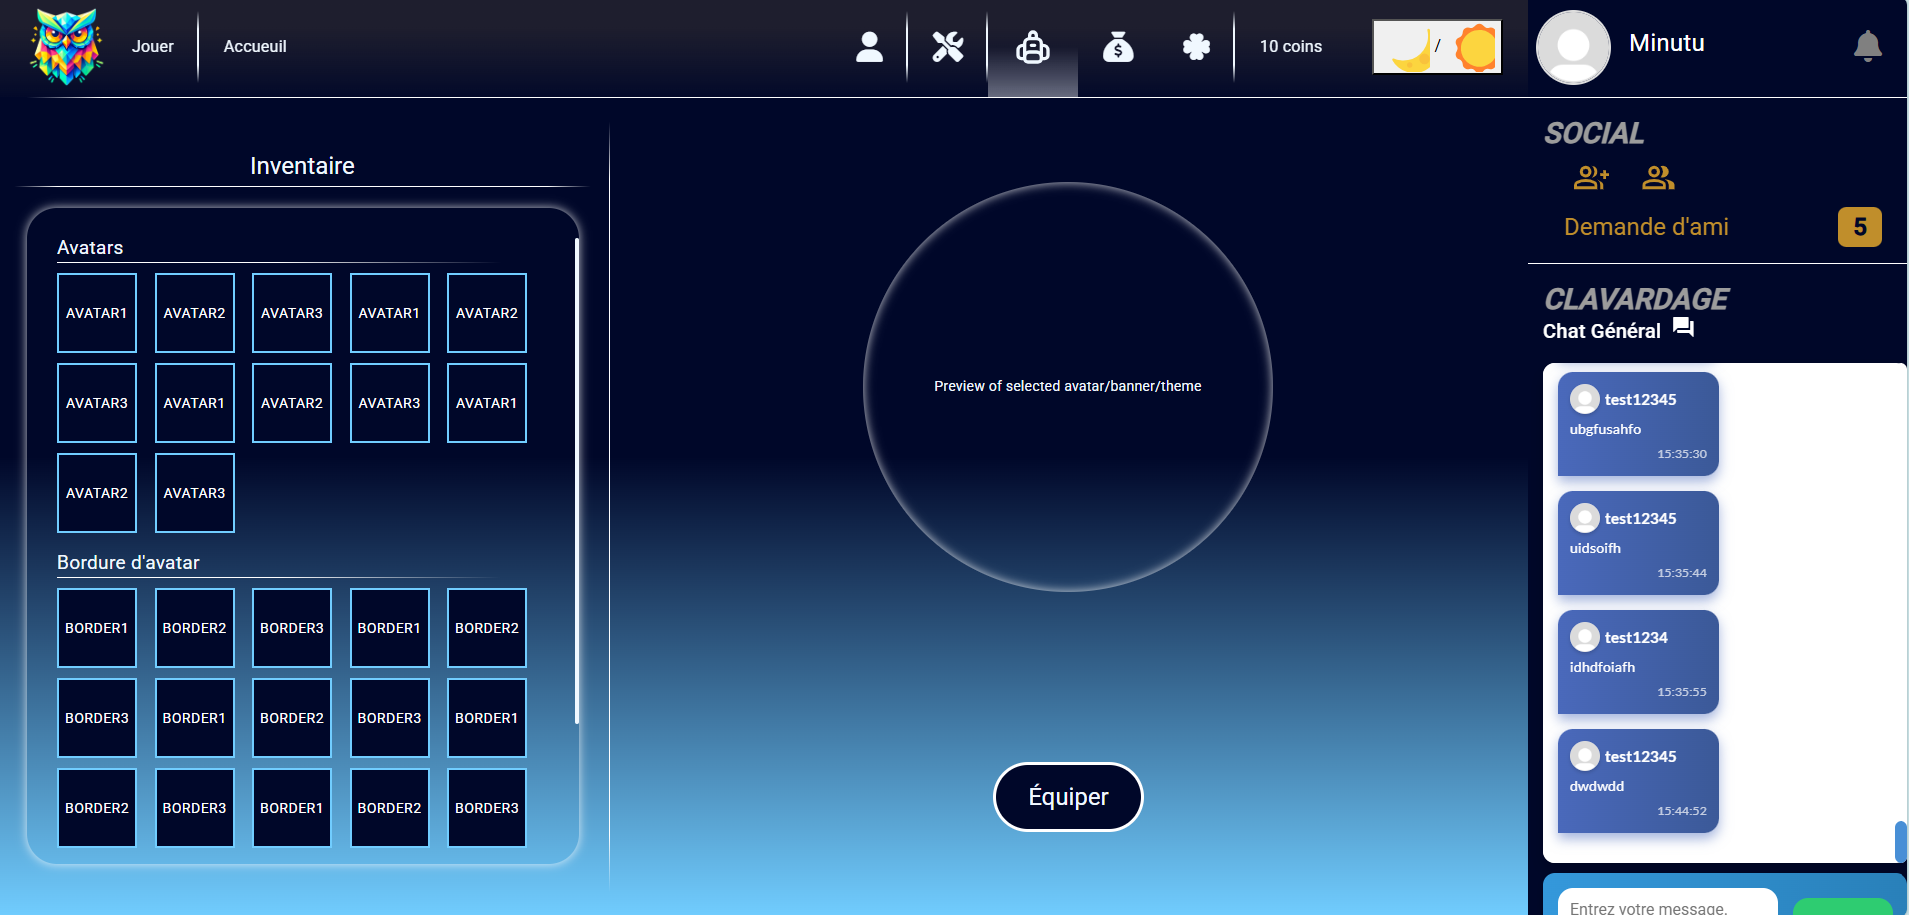 Jouer
Accueuil
10 coins
/
Minutu
Inventaire
Avatars
AVATAR1 AVATAR2 AVATAR3 AVATAR1 AVATAR2
AVATAR3 AVATAR1 AVATAR2 AVATAR3 AVATAR1
AVATAR2 AVATAR3
Bordure d'avatar
BORDER1 BORDER2 BORDER3 BORDER1 BORDER2
BORDER3 BORDER1 BORDER2 BORDER3 BORDER1
BORDER2 BORDER3 BORDER1 BORDER2 BORDER3
Preview of selected avatar/banner/theme
Équiper
SOCIAL
Demande d'ami 5
CLAVARDAGE
Chat Général
test12345
ubgfusahfo
15:35:30
test12345
uidsoifh
15:35:44
test1234
idhdfoiafh
15:35:55
test12345
dwdwdd
15:44:52
Entrez votre message.